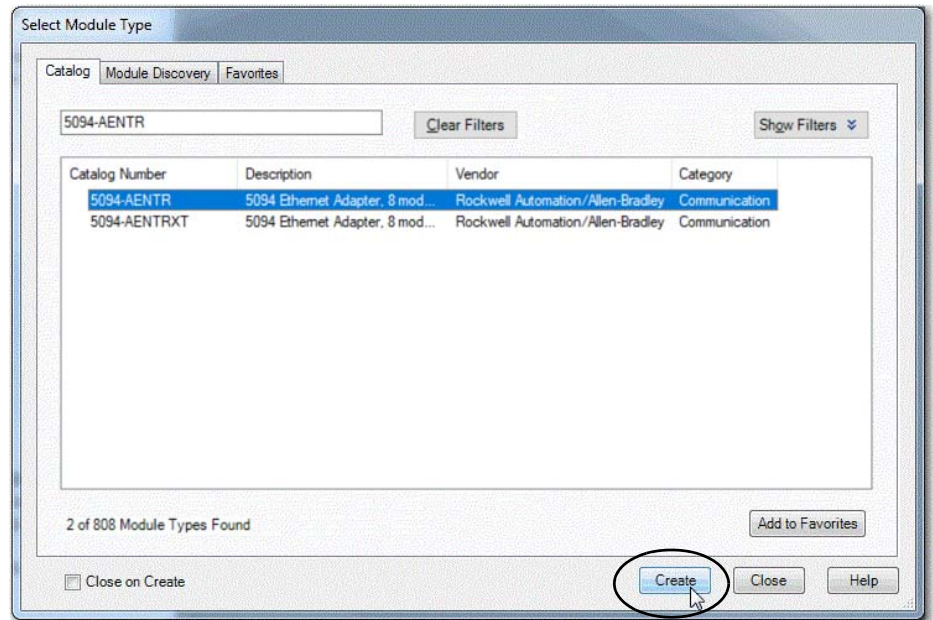 Select Module Type
Catalog Module Discovery Favorites
5094-AENTR Clear Filters Show Filters
Catalog Number Description Vendor Category
5094-AENTR 5094 Ethernet Adapter, 8 mod... Rockwell Automation/Allen-Bradley Communication
5094-AENTRXT 5094 Ethernet Adapter, 8 mod... Rockwell Automation/Allen-Bradley Communication
2 of 808 Module Types Found Add to Favorites
Close on Create Create Close Help